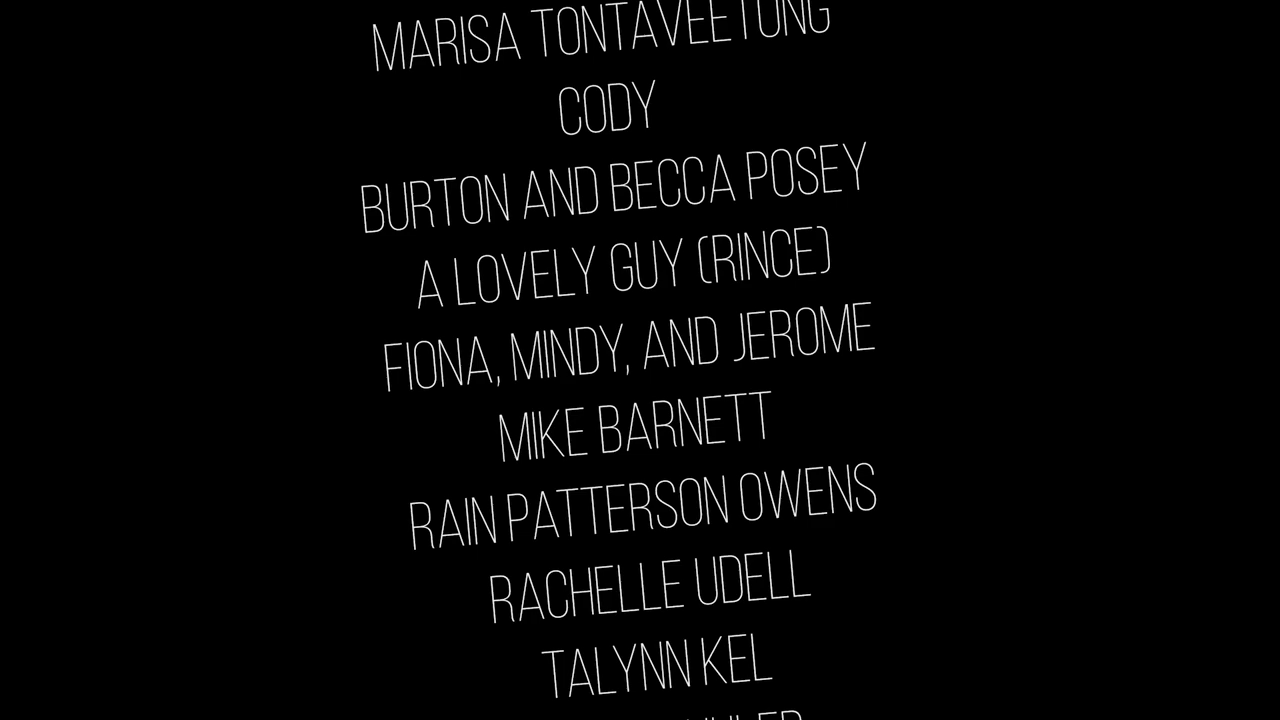 MARISA TONTAVEETONG
CODY
BURTON AND BECCA POSEY
A LOVELY GUY (RINCE)
FIONA, MINDY, AND JEROME
MIKE BARNETT
RAIN PATTERSON OWENS
RACHELLE UDELL
TALYNN KEL